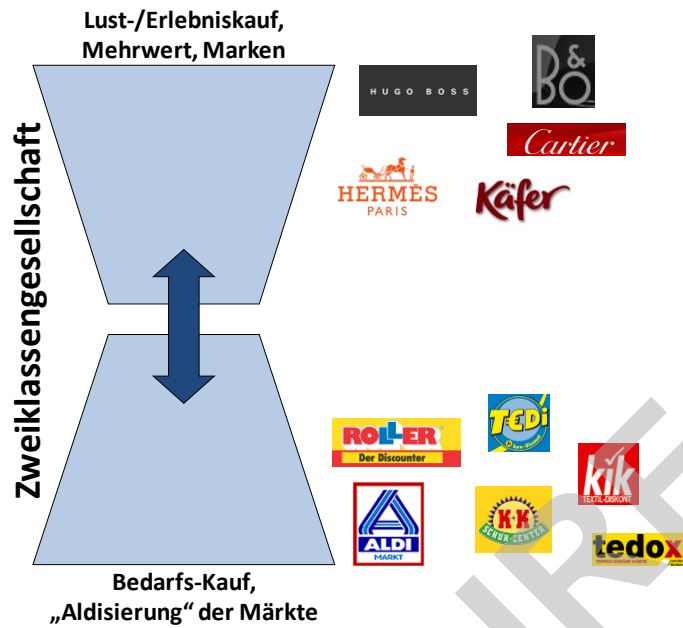 Lust-/Erlebniskauf,
Mehrwert, Marken
Zweiklassengesellschaft
HUGO BOSS
B&O
Cartier
HERMÈS
PARIS
Käfer
ROLLER
Der Discounter
TEDi
kik
TEXTIL-DISKONT
ALDI
MARKT
K+K
SCHUH-CENTER
tedox
Bedarfs-Kauf,
„Aldisierung“ der Märkte